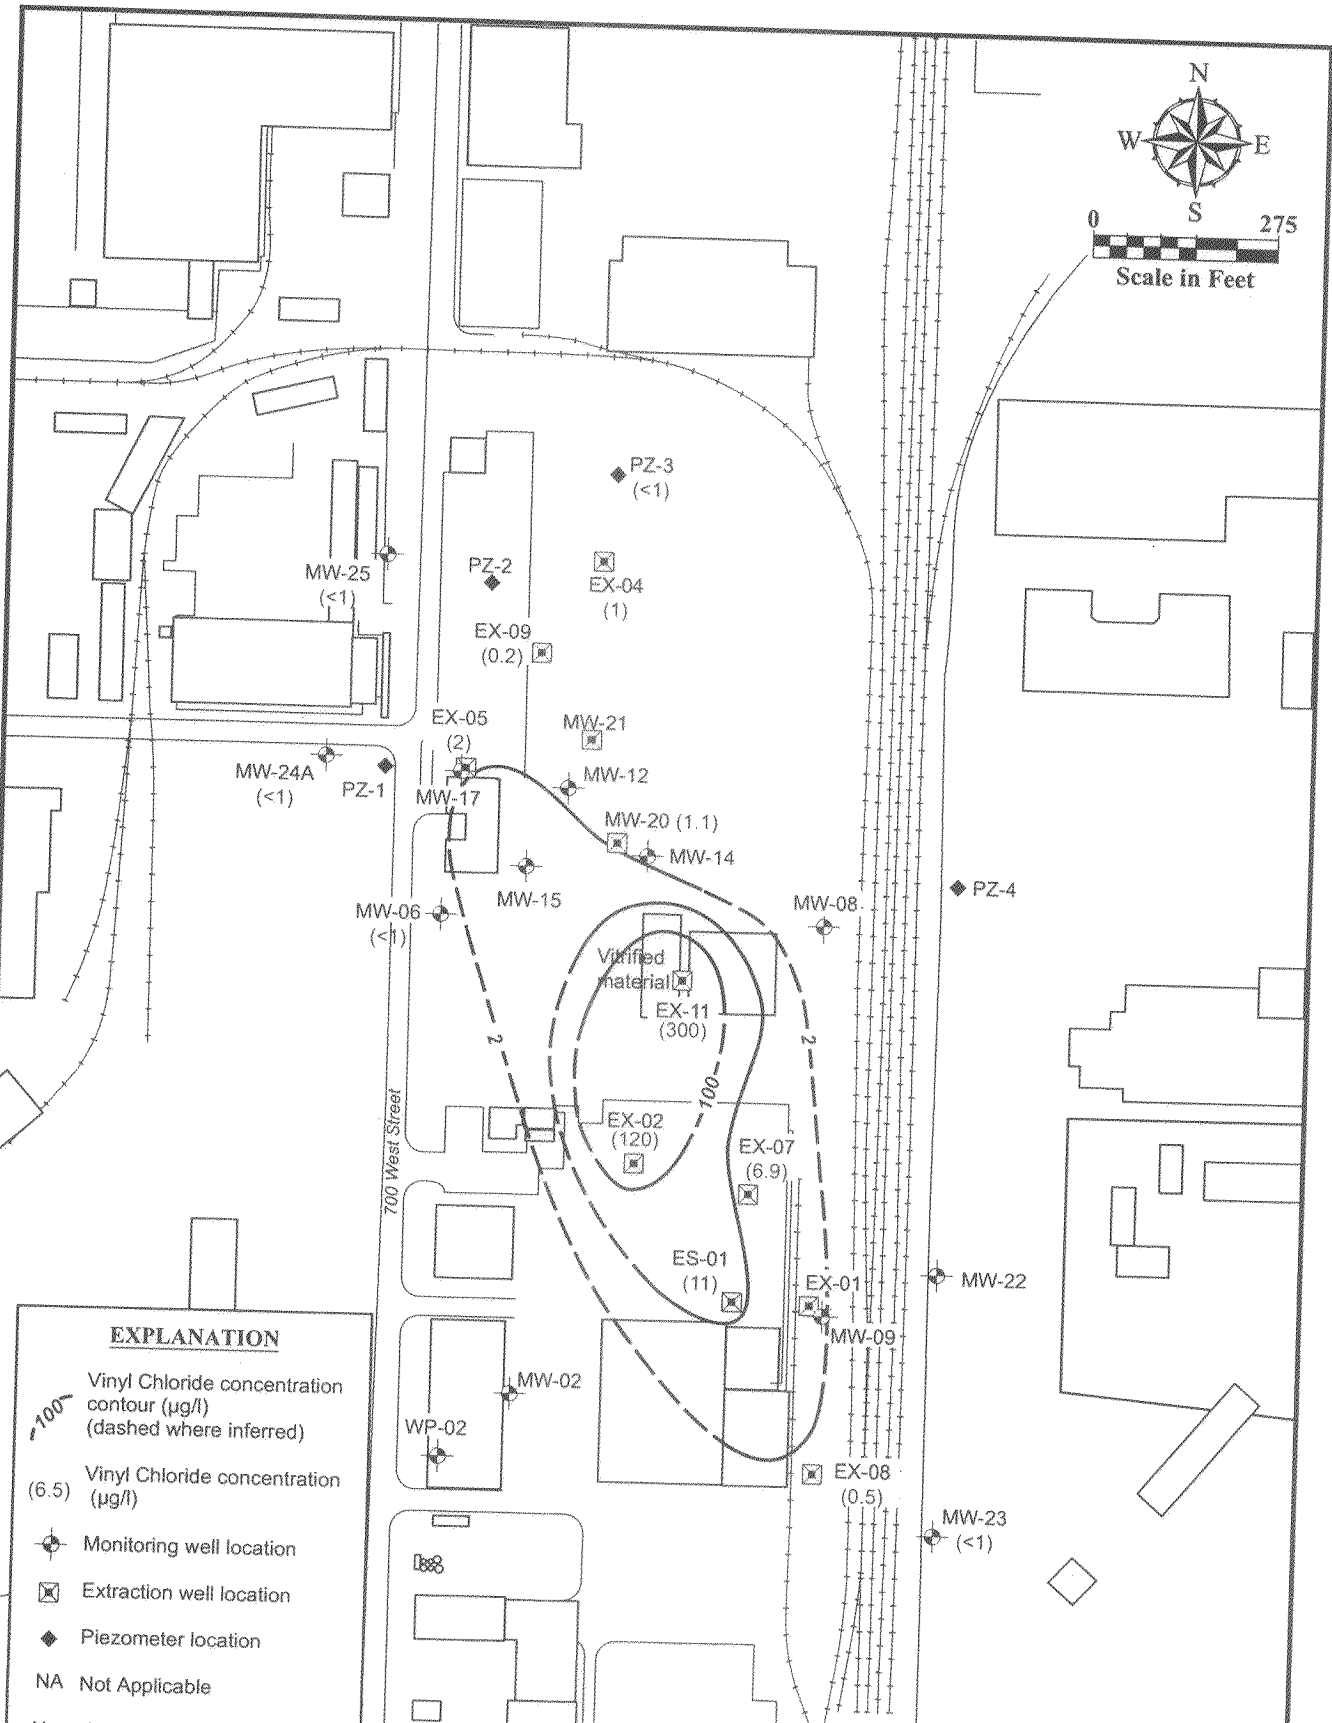 N
W E
S
0 275
Scale in Feet
PZ-3
(<1)
MW-25
(<1)
PZ-2
EX-04
(1)
EX-09
(0.2)
EX-05
(2)
MW-21
MW-24A
(<1)
PZ-1
MW-17
MW-12
MW-20 (1.1)
MW-14
MW-15
MW-06
(<1)
MW-08
PZ-4
Vitrified
material
EX-11
(300)
2
2
100
700 West Street
EX-02
(120)
EX-07
(6.9)
ES-01
(11)
EX-01
MW-22
MW-09
MW-02
WP-02
EX-08
(0.5)
MW-23
(<1)
EXPLANATION
100
Vinyl Chloride concentration
contour (µg/l)
(dashed where inferred)
(6.5) Vinyl Chloride concentration
(µg/l)
Monitoring well location
Extraction well location
Piezometer location
NA Not Applicable